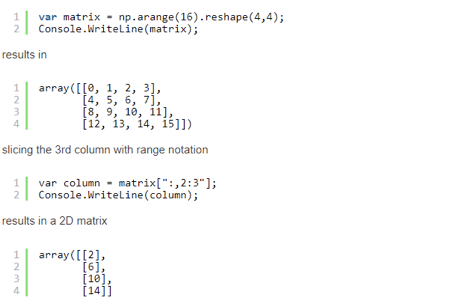 1 var matrix = np.arange(16).reshape(4,4);
2 Console.WriteLine(matrix);
results in
1 array([[0, 1, 2, 3],
2 [4, 5, 6, 7],
3 [8, 9, 10, 11],
4 [12, 13, 14, 15]])
slicing the 3rd column with range notation
1 var column = matrix[":,2:3"];
2 Console.WriteLine(column);
results in a 2D matrix
1 array([[2],
2 [6],
3 [10],
4 [14]]